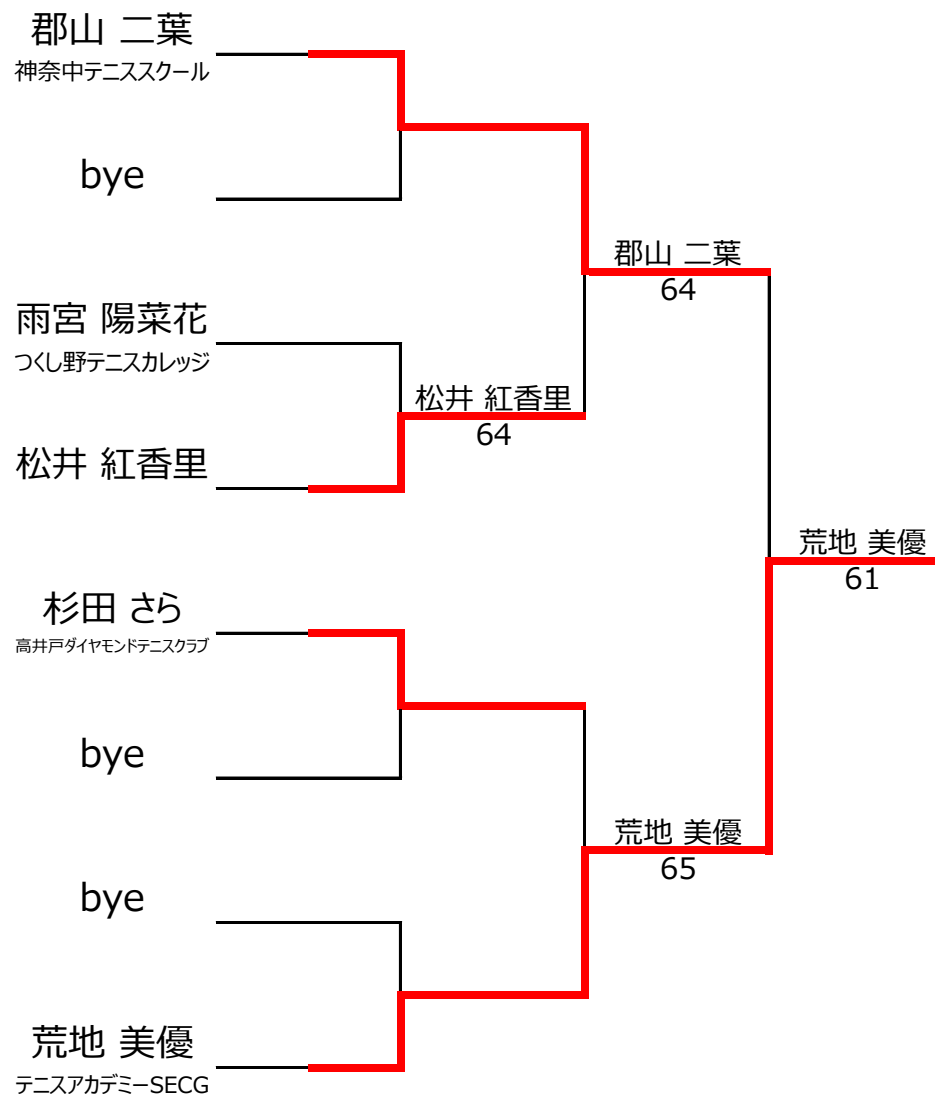 郡山 二葉
神奈中テニススクール
bye
雨宮 陽菜花
つくし野テニスカレッジ
松井 紅香里
杉田 さら
高井戸ダイヤモンドテニスクラブ
bye
bye
荒地 美優
テニスアカデミーSECG
松井 紅香里
64
郡山 二葉
64
荒地 美優
65
荒地 美優
61